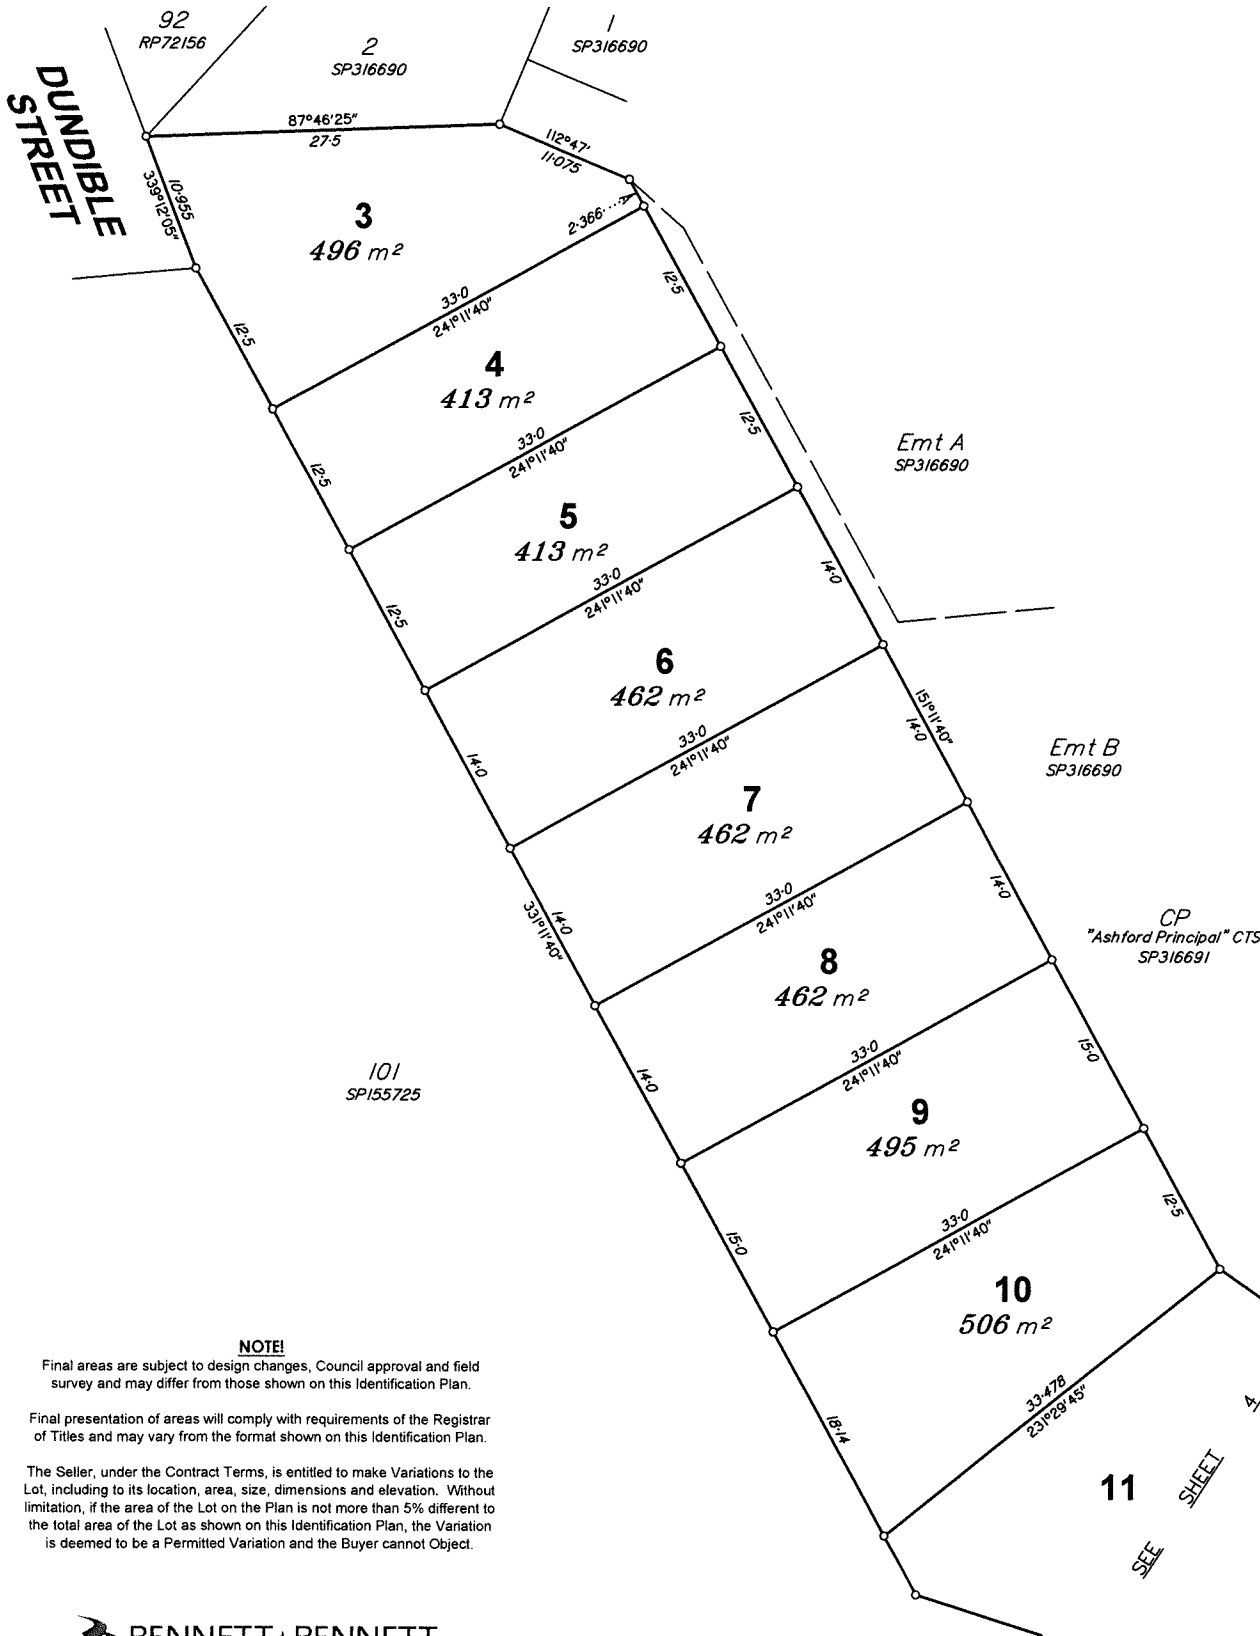 92
RP72156
2
SP316690
1
SP316690
DUNDIBLE
STREET
87°46'25"
27·5
112°47'
11·075
10·955
339°12'05"
3
496 m²
2·366
12·5
12·5
33·0
241°11'40"
4
413 m²
12·5
12·5
33·0
241°11'40"
Emt A
SP316690
5
413 m²
12·5
14·0
33·0
241°11'40"
6
462 m²
14·0
151°11'40"
14·0
33·0
241°11'40"
Emt B
SP316690
7
462 m²
14·0
331°11'40"
14·0
33·0
241°11'40"
CP
"Ashford Principal" CTS
SP316691
8
462 m²
14·0
15·0
33·0
241°11'40"
101
SP155725
9
495 m²
15·0
12·5
33·0
241°11'40"
10
506 m²
18·14
33·478
231°29'45"
11
SEE SHEET 4
NOTE!
Final areas are subject to design changes, Council approval and field
survey and may differ from those shown on this Identification Plan.
Final presentation of areas will comply with requirements of the Registrar
of Titles and may vary from the format shown on this Identification Plan.
The Seller, under the Contract Terms, is entitled to make Variations to the
Lot, including to its location, area, size, dimensions and elevation. Without
limitation, if the area of the Lot on the Plan is not more than 5% different to
the total area of the Lot as shown on this Identification Plan, the Variation
is deemed to be a Permitted Variation and the Buyer cannot Object.
BENNETT + BENNETT